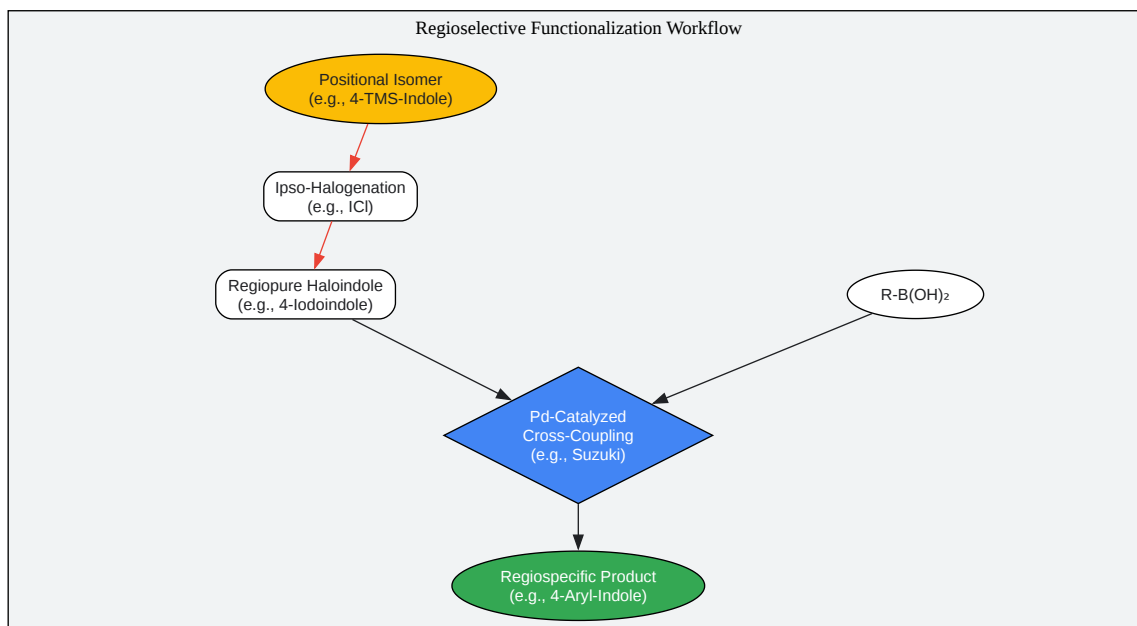 Regioselective Functionalization Workflow
Positional Isomer
(e.g., 4-TMS-Indole)
Ipso-Halogenation
(e.g., ICl)
Regiopure Haloindole
(e.g., 4-Iodoindole)
R-B(OH)₂
Pd-Catalyzed
Cross-Coupling
(e.g., Suzuki)
Regiospecific Product
(e.g., 4-Aryl-Indole)